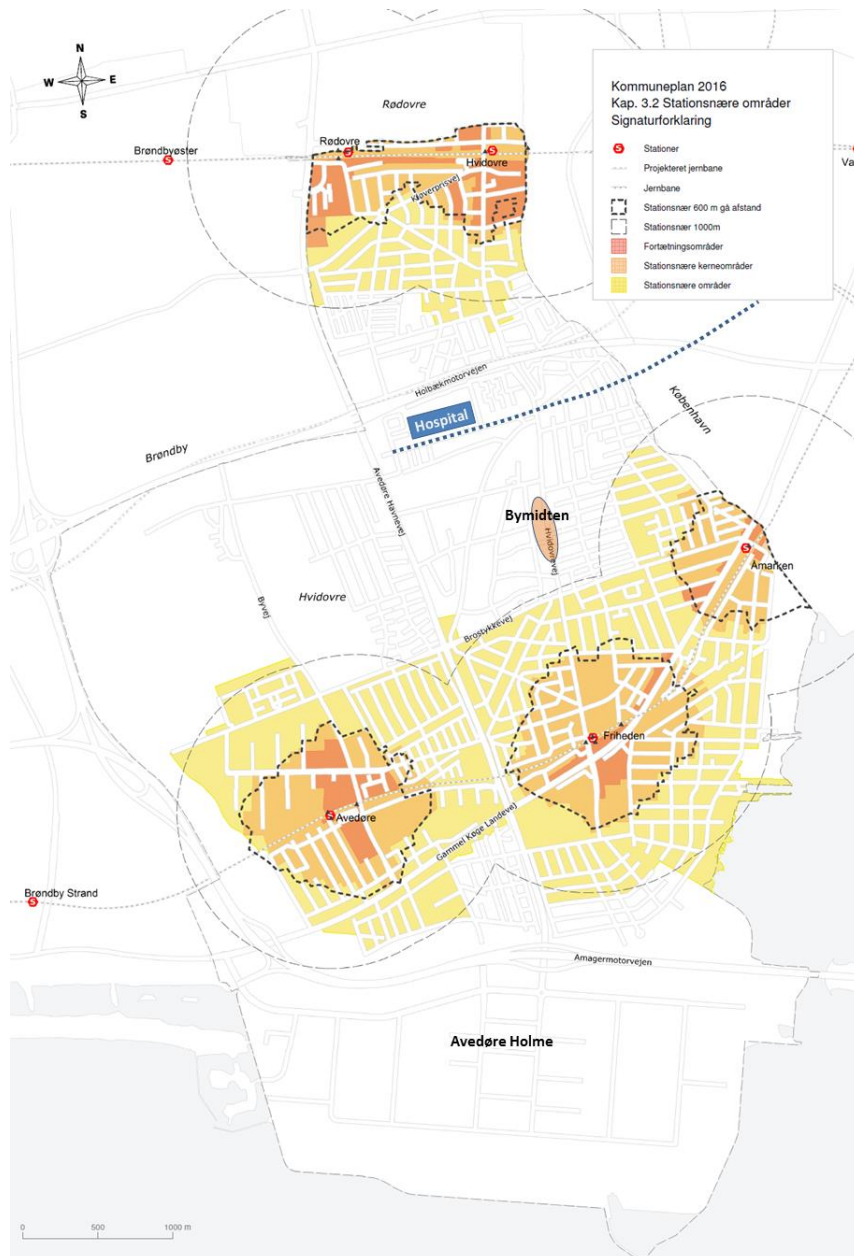 N
W
E
S
Kommuneplan 2016
Kap. 3.2 Stationsnære områder
Signaturforklaring
S Stationer
Projekteret jernbane
Jernbane
Stationsnær 600 m gå afstand
Stationsnær 1000m
Fortætningsområder
Stationsnære kerneområder
Stationsnære områder
Rødovre
Rødovre
Brøndbyøster
S
S
S
Hvidovre
Va
Kløverprisvej
Holbækmotorvejen
Hospital
København
Brøndby
Avedøre Havnevej
Bymidten
Hvidovrevej
S
Åmarken
Hvidovre
Byvej
Brostykkevej
S
Friheden
S
Avedøre
Gammel Køge Landevej
Brøndby Strand
S
Amagermotorvejen
Avedøre Holme
0
500
1000 m